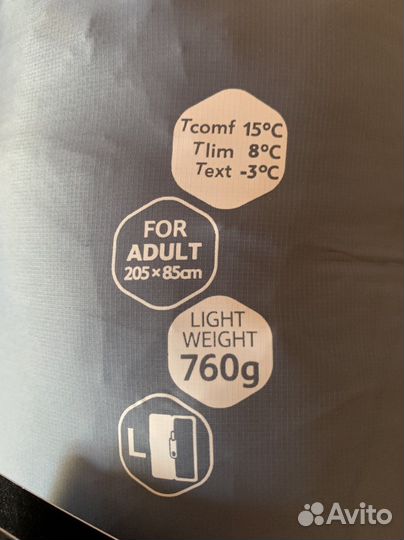 Tcomf 15°C
Tlim 8°C
Text -3°C
FOR
ADULT
205×85cm
LIGHT
WEIGHT
760g
L
Avito